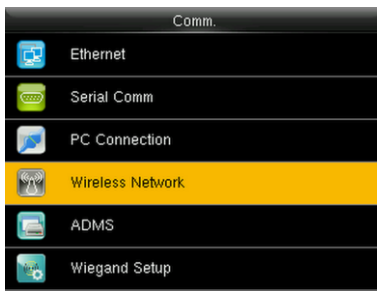 Comm.
Ethernet
Serial Comm
PC Connection
Wireless Network
ADMS
Wiegand Setup